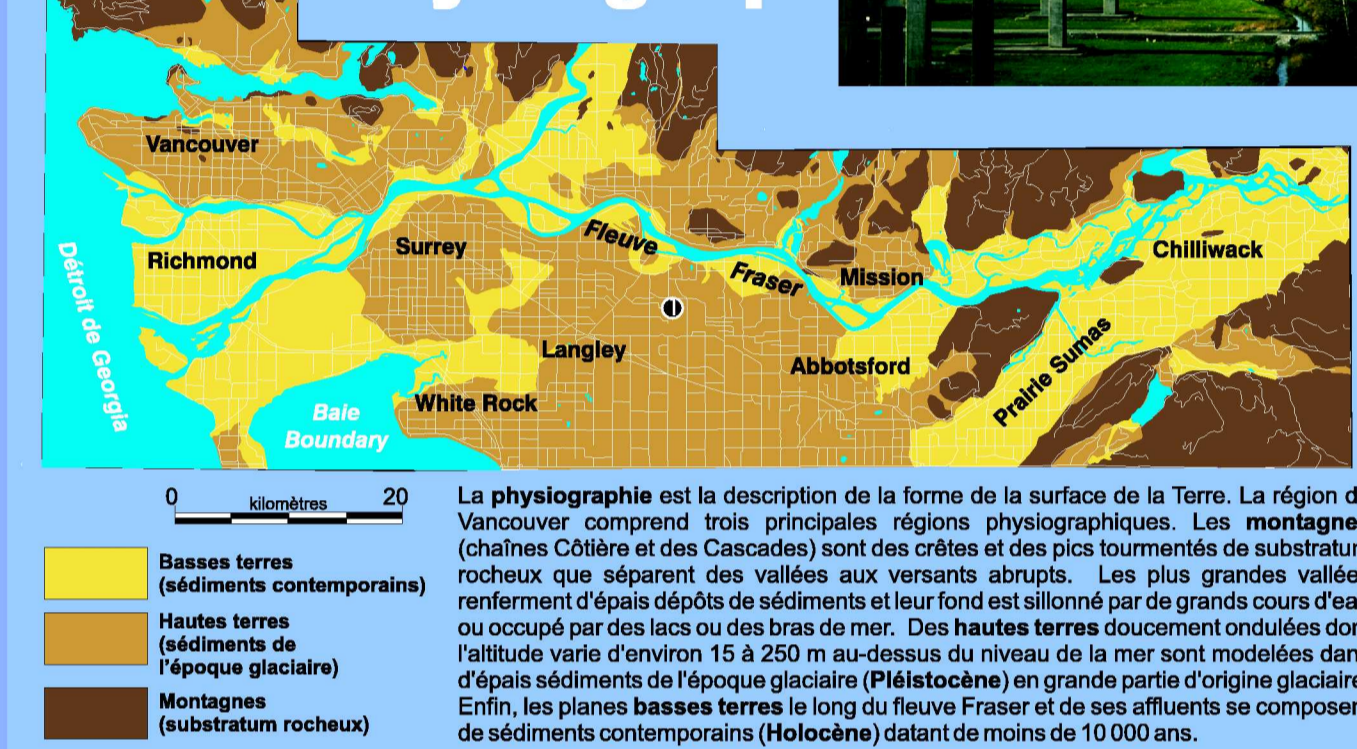 Vancouver
Richmond
Surrey
Fleuve
Fraser
Mission
Chilliwack
Langley
Abbotsford
Prairie Sumas
White Rock
Baie
Boundary
Détroit de Georgia
0 kilomètres 20
Basses terres
(sédiments contemporains)
Hautes terres
(sédiments de
l'époque glaciaire)
Montagnes
(substratum rocheux)
La physiographie est la description de la forme de la surface de la Terre. La région d
Vancouver comprend trois principales régions physiographiques. Les montagne
(chaînes Côtière et des Cascades) sont des crêtes et des pics tourmentés de substratu
rocheux que séparent des vallées aux versants abrupts. Les plus grandes vallée
renferment d'épais dépôts de sédiments et leur fond est sillonné par de grands cours d'ea
ou occupé par des lacs ou des bras de mer. Des hautes terres doucement ondulées don
l'altitude varie d'environ 15 à 250 m au-dessus du niveau de la mer sont modelées dan
d'épais sédiments de l'époque glaciaire (Pléistocène) en grande partie d'origine glaciaire
Enfin, les planes basses terres le long du fleuve Fraser et de ses affluents se composen
de sédiments contemporains (Holocène) datant de moins de 10 000 ans.